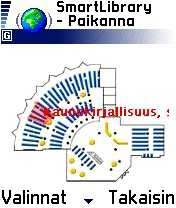 SmartLibrary
- Paikanna
G
Kaunokirjallisuus, s
Valinnat
Takaisin